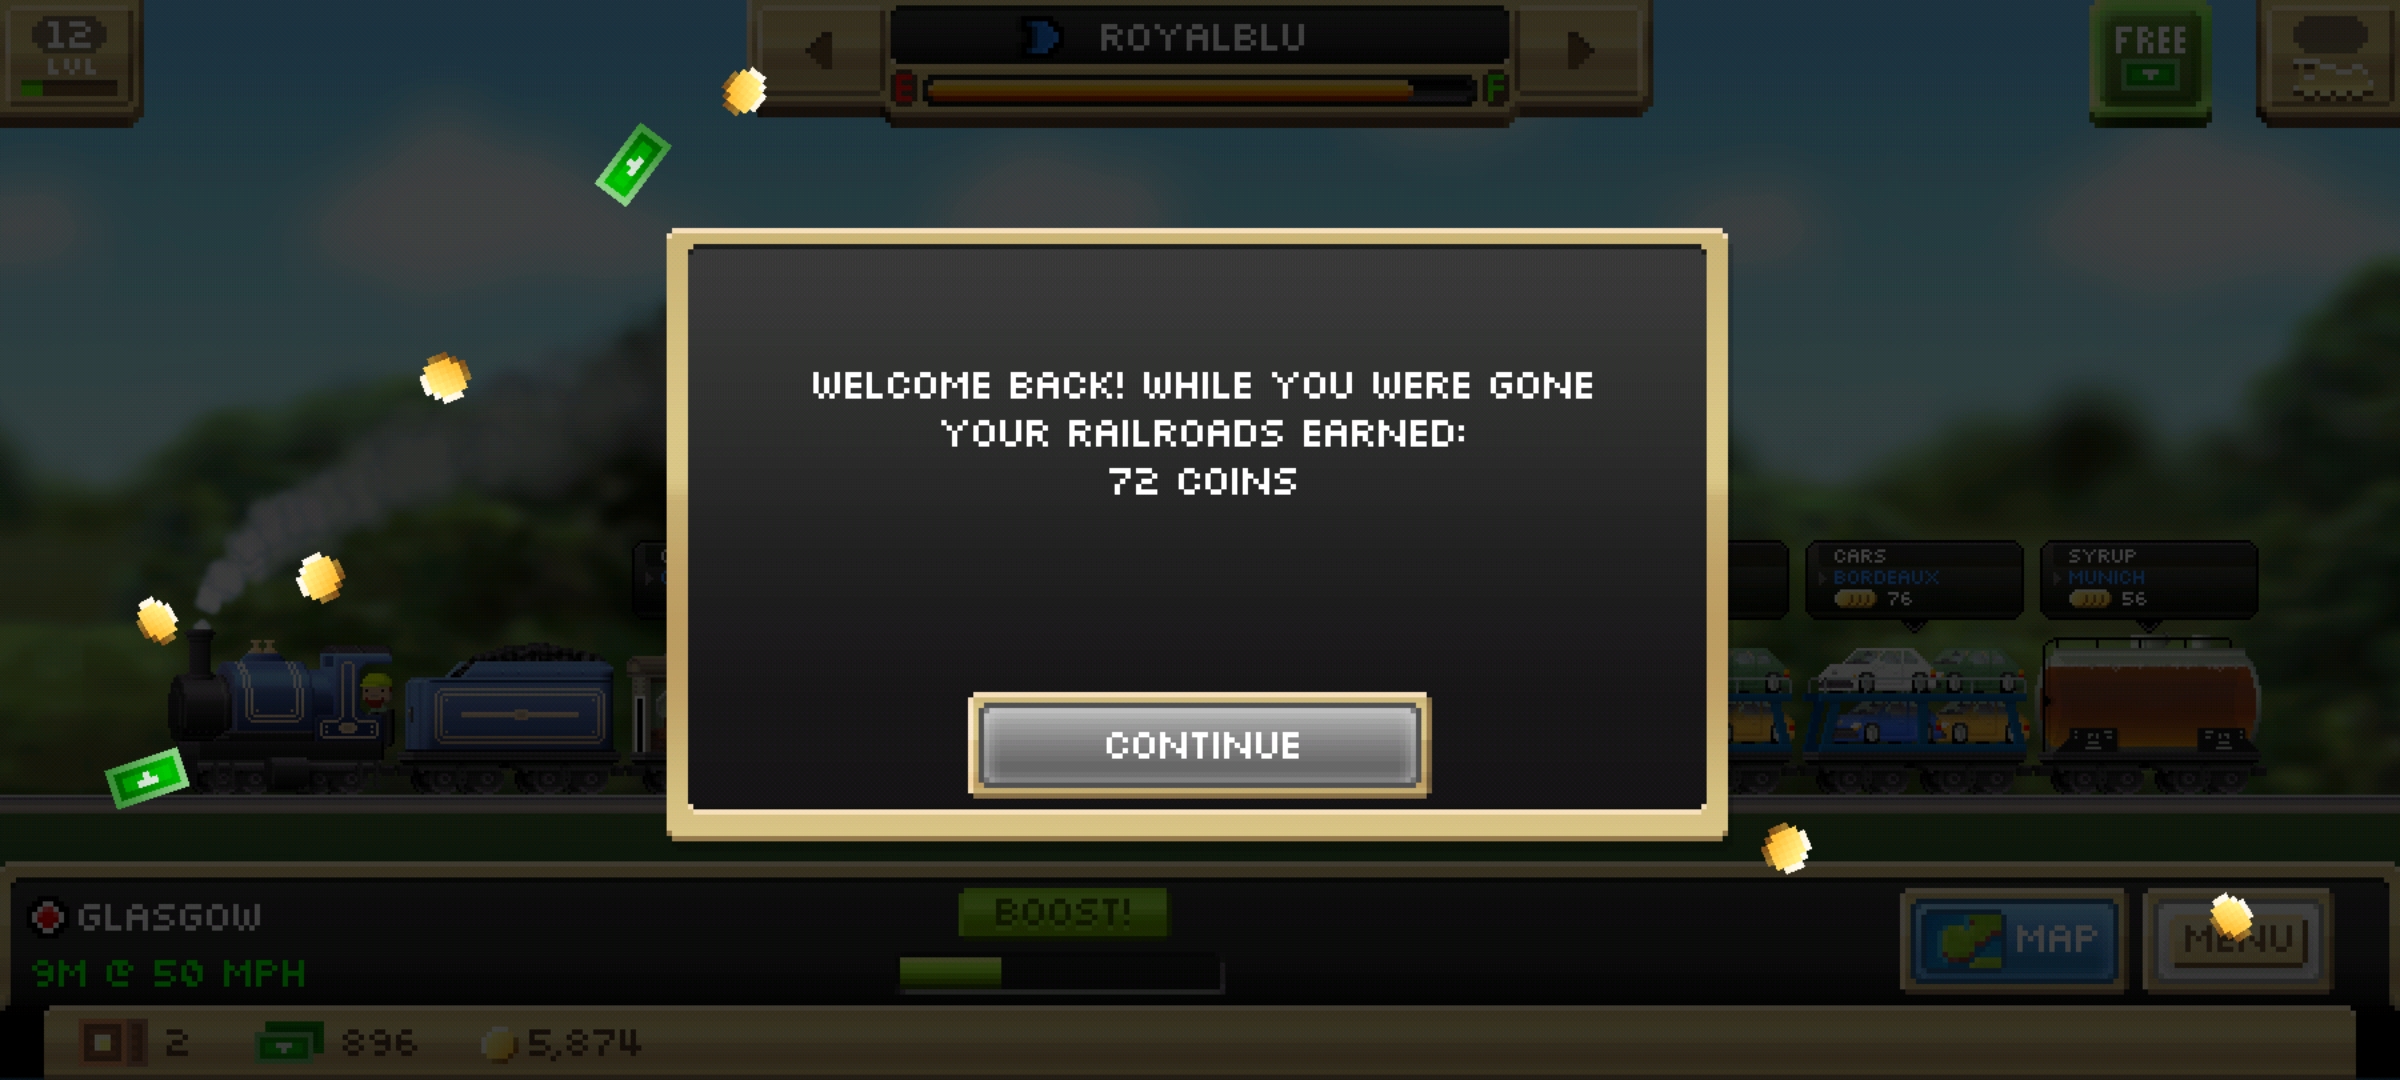 12
LVL
ROYALBLU
E F
FREE
WELCOME BACK! WHILE YOU WERE GONE
YOUR RAILROADS EARNED:
72 COINS
CONTINUE
CARS
BORDEAUX
76
SYRUP
MUNICH
56
GLASGOW
9M @ 50 MPH
BOOST!
MAP
MENU
2
896
5,874